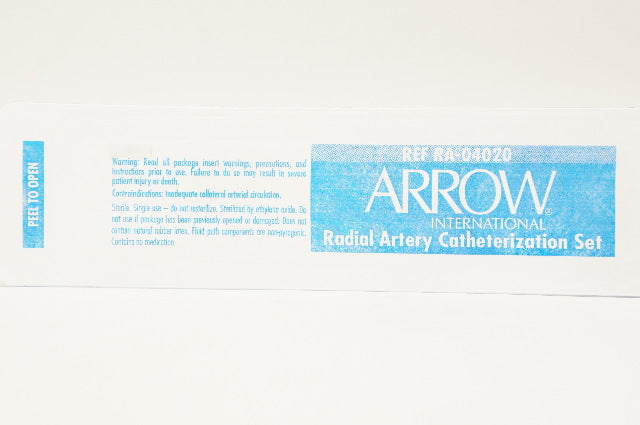 PEEL TO OPEN
Warning: Read all package insert warnings, precautions, and
instructions prior to use. Failure to do so may result in severe
patient injury or death.
Contraindications: Inadequate collateral arterial circulation.
Sterile. Single use – do not resterilize. Sterilized by ethylene oxide. Do
not use if package has been previously opened or damaged. Does not
contain natural rubber latex. Fluid path components are non-pyrogenic.
Contains no medication.
REF RA-04020
ARROW®
INTERNATIONAL
Radial Artery Catheterization Set